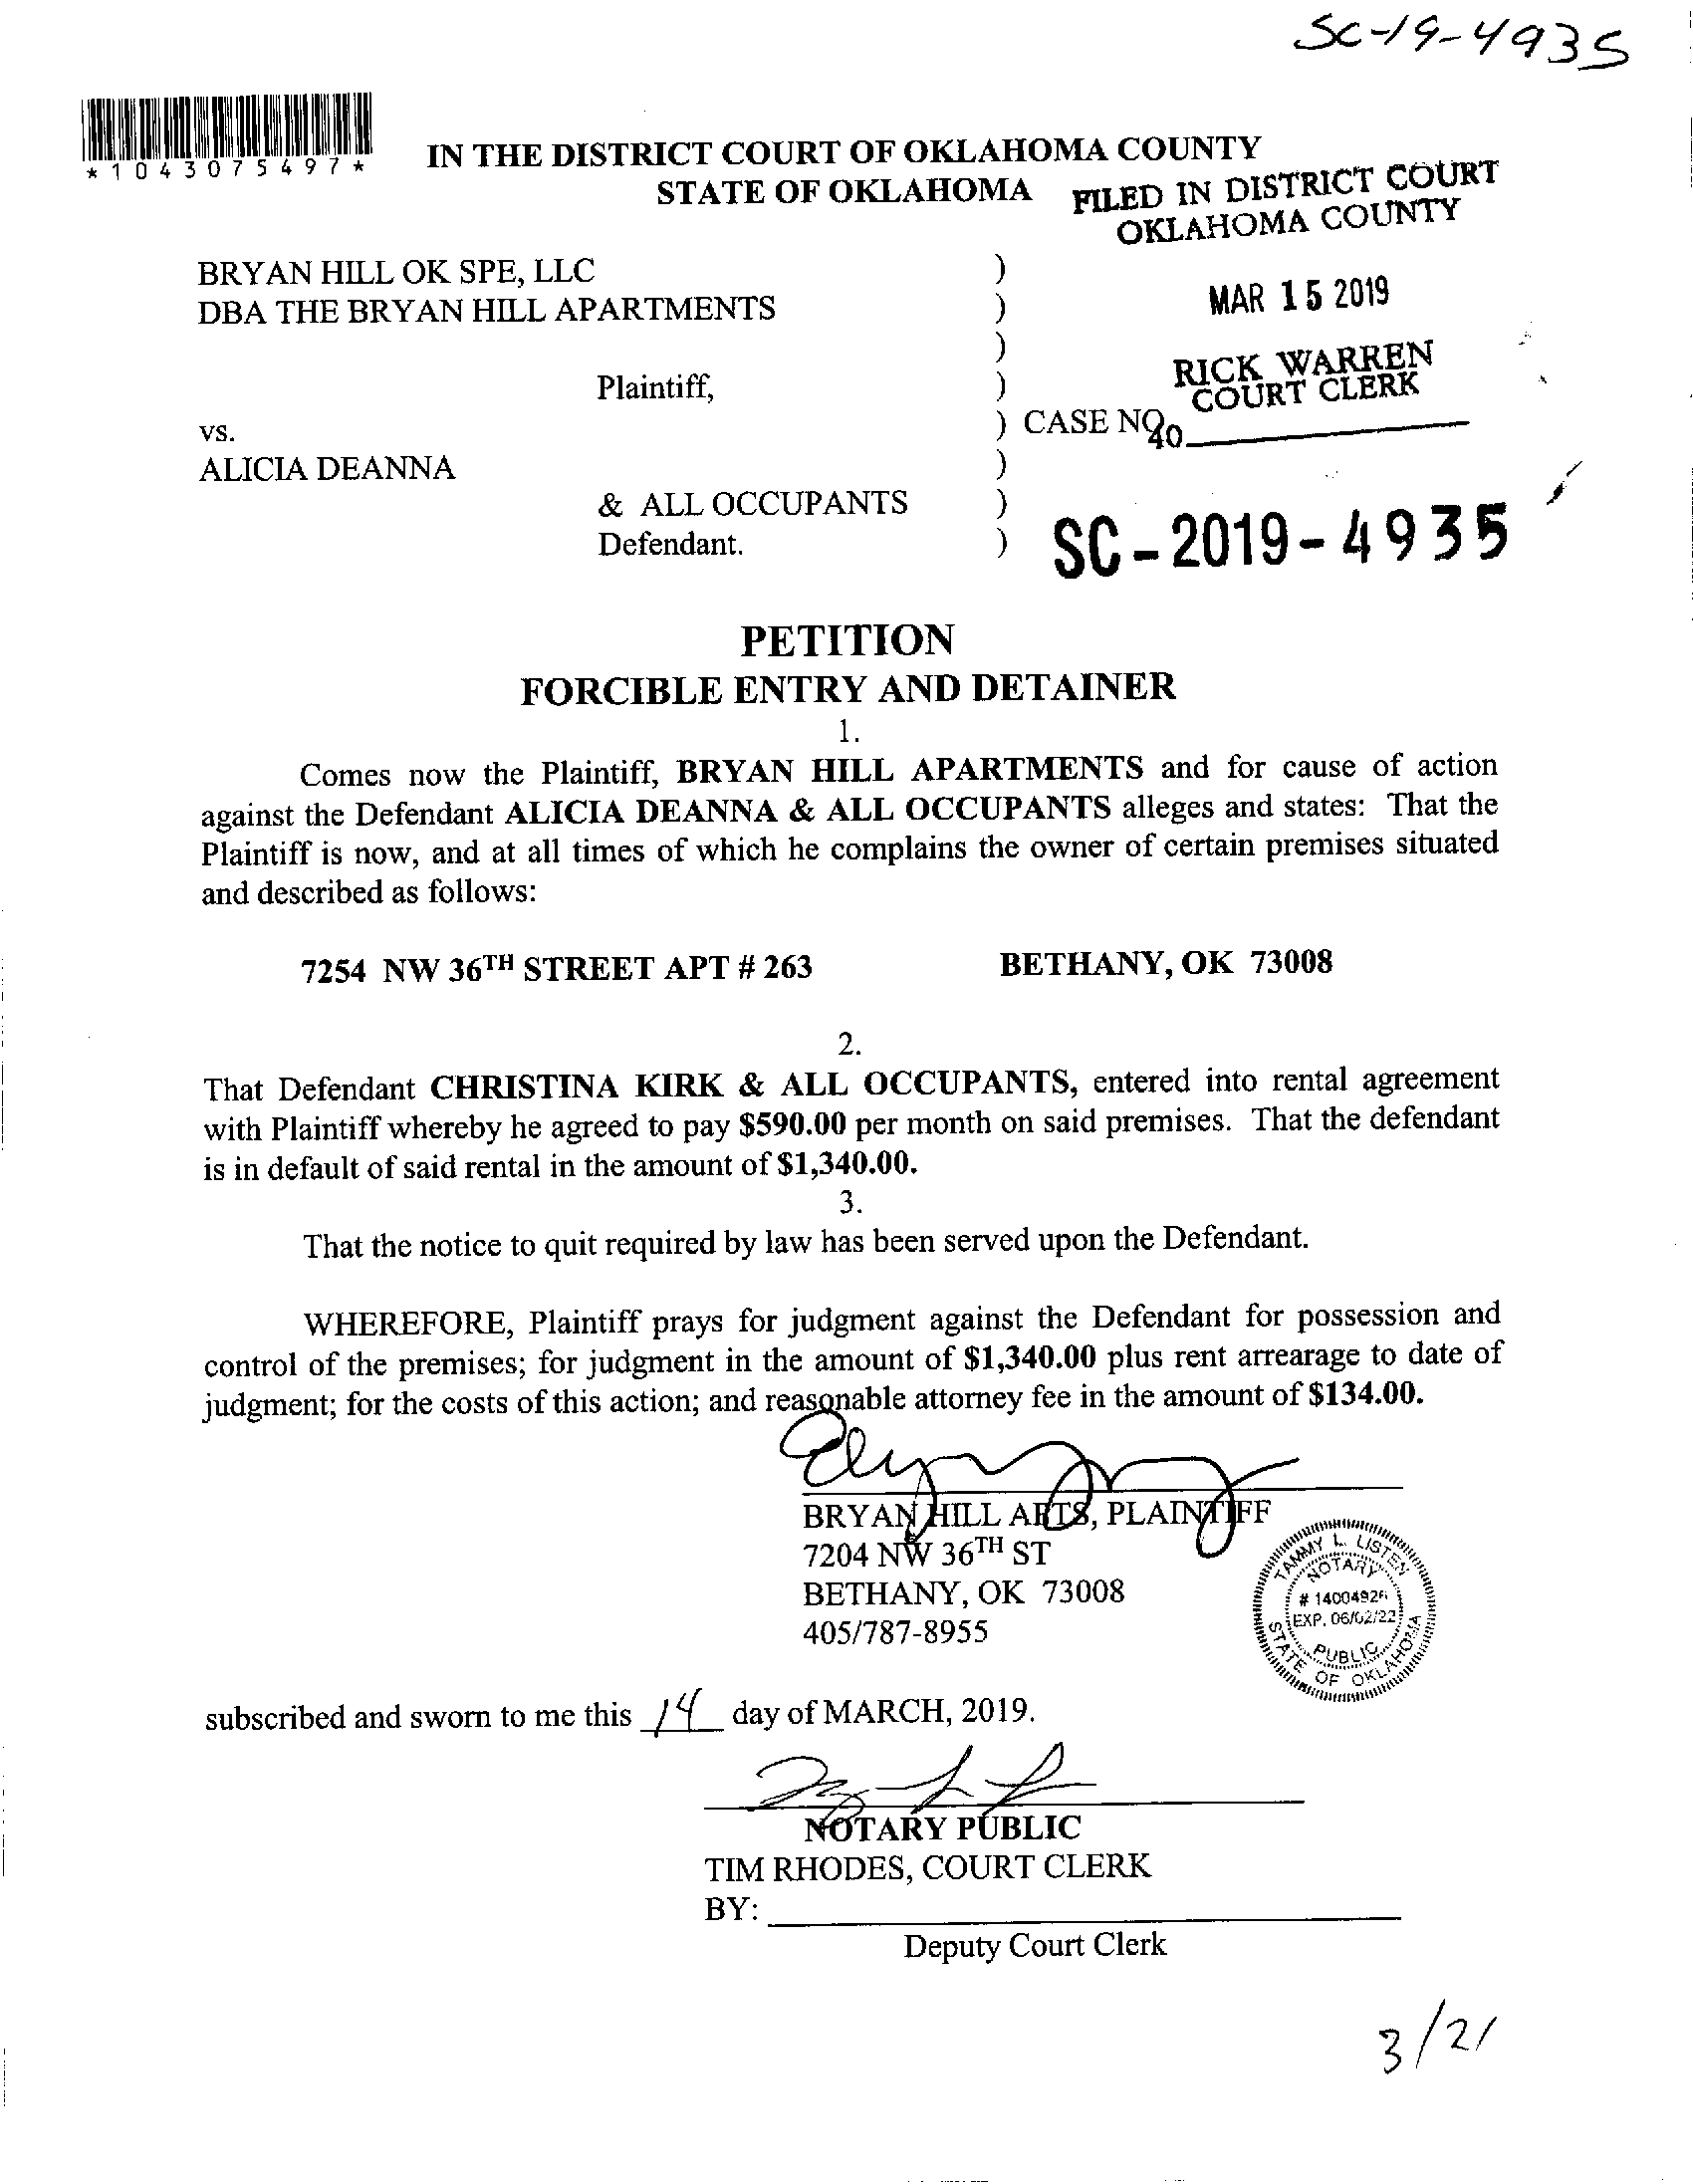 SC-19-4935
*1043075497*
IN THE DISTRICT COURT OF OKLAHOMA COUNTY
STATE OF OKLAHOMA
FILED IN DISTRICT COURT
OKLAHOMA COUNTY
BRYAN HILL OK SPE, LLC )
DBA THE BRYAN HILL APARTMENTS )
MAR 15 2019
)
Plaintiff, )
RICK WARREN
COURT CLERK
vs. ) CASE NO.
40
ALICIA DEANNA )
& ALL OCCUPANTS )
Defendant. )
SC-2019-4935
PETITION
FORCIBLE ENTRY AND DETAINER
1.
Comes now the Plaintiff, BRYAN HILL APARTMENTS and for cause of action
against the Defendant ALICIA DEANNA & ALL OCCUPANTS alleges and states: That the
Plaintiff is now, and at all times of which he complains the owner of certain premises situated
and described as follows:
7254 NW 36TH STREET APT # 263 BETHANY, OK 73008
2.
That Defendant CHRISTINA KIRK & ALL OCCUPANTS, entered into rental agreement
with Plaintiff whereby he agreed to pay $590.00 per month on said premises. That the defendant
is in default of said rental in the amount of $1,340.00.
3.
That the notice to quit required by law has been served upon the Defendant.
WHEREFORE, Plaintiff prays for judgment against the Defendant for possession and
control of the premises; for judgment in the amount of $1,340.00 plus rent arrearage to date of
judgment; for the costs of this action; and reasonable attorney fee in the amount of $134.00.
BRYAN HILL APTS, PLAINTIFF
7204 NW 36TH ST
BETHANY, OK 73008
405/787-8955
TAMMY L. LISTEN
NOTARY
EXP. 06/02/22
PUBLIC
STATE OF OKLAHOMA
subscribed and sworn to me this 14 day of MARCH, 2019.
NOTARY PUBLIC
TIM RHODES, COURT CLERK
BY:
Deputy Court Clerk
3/21